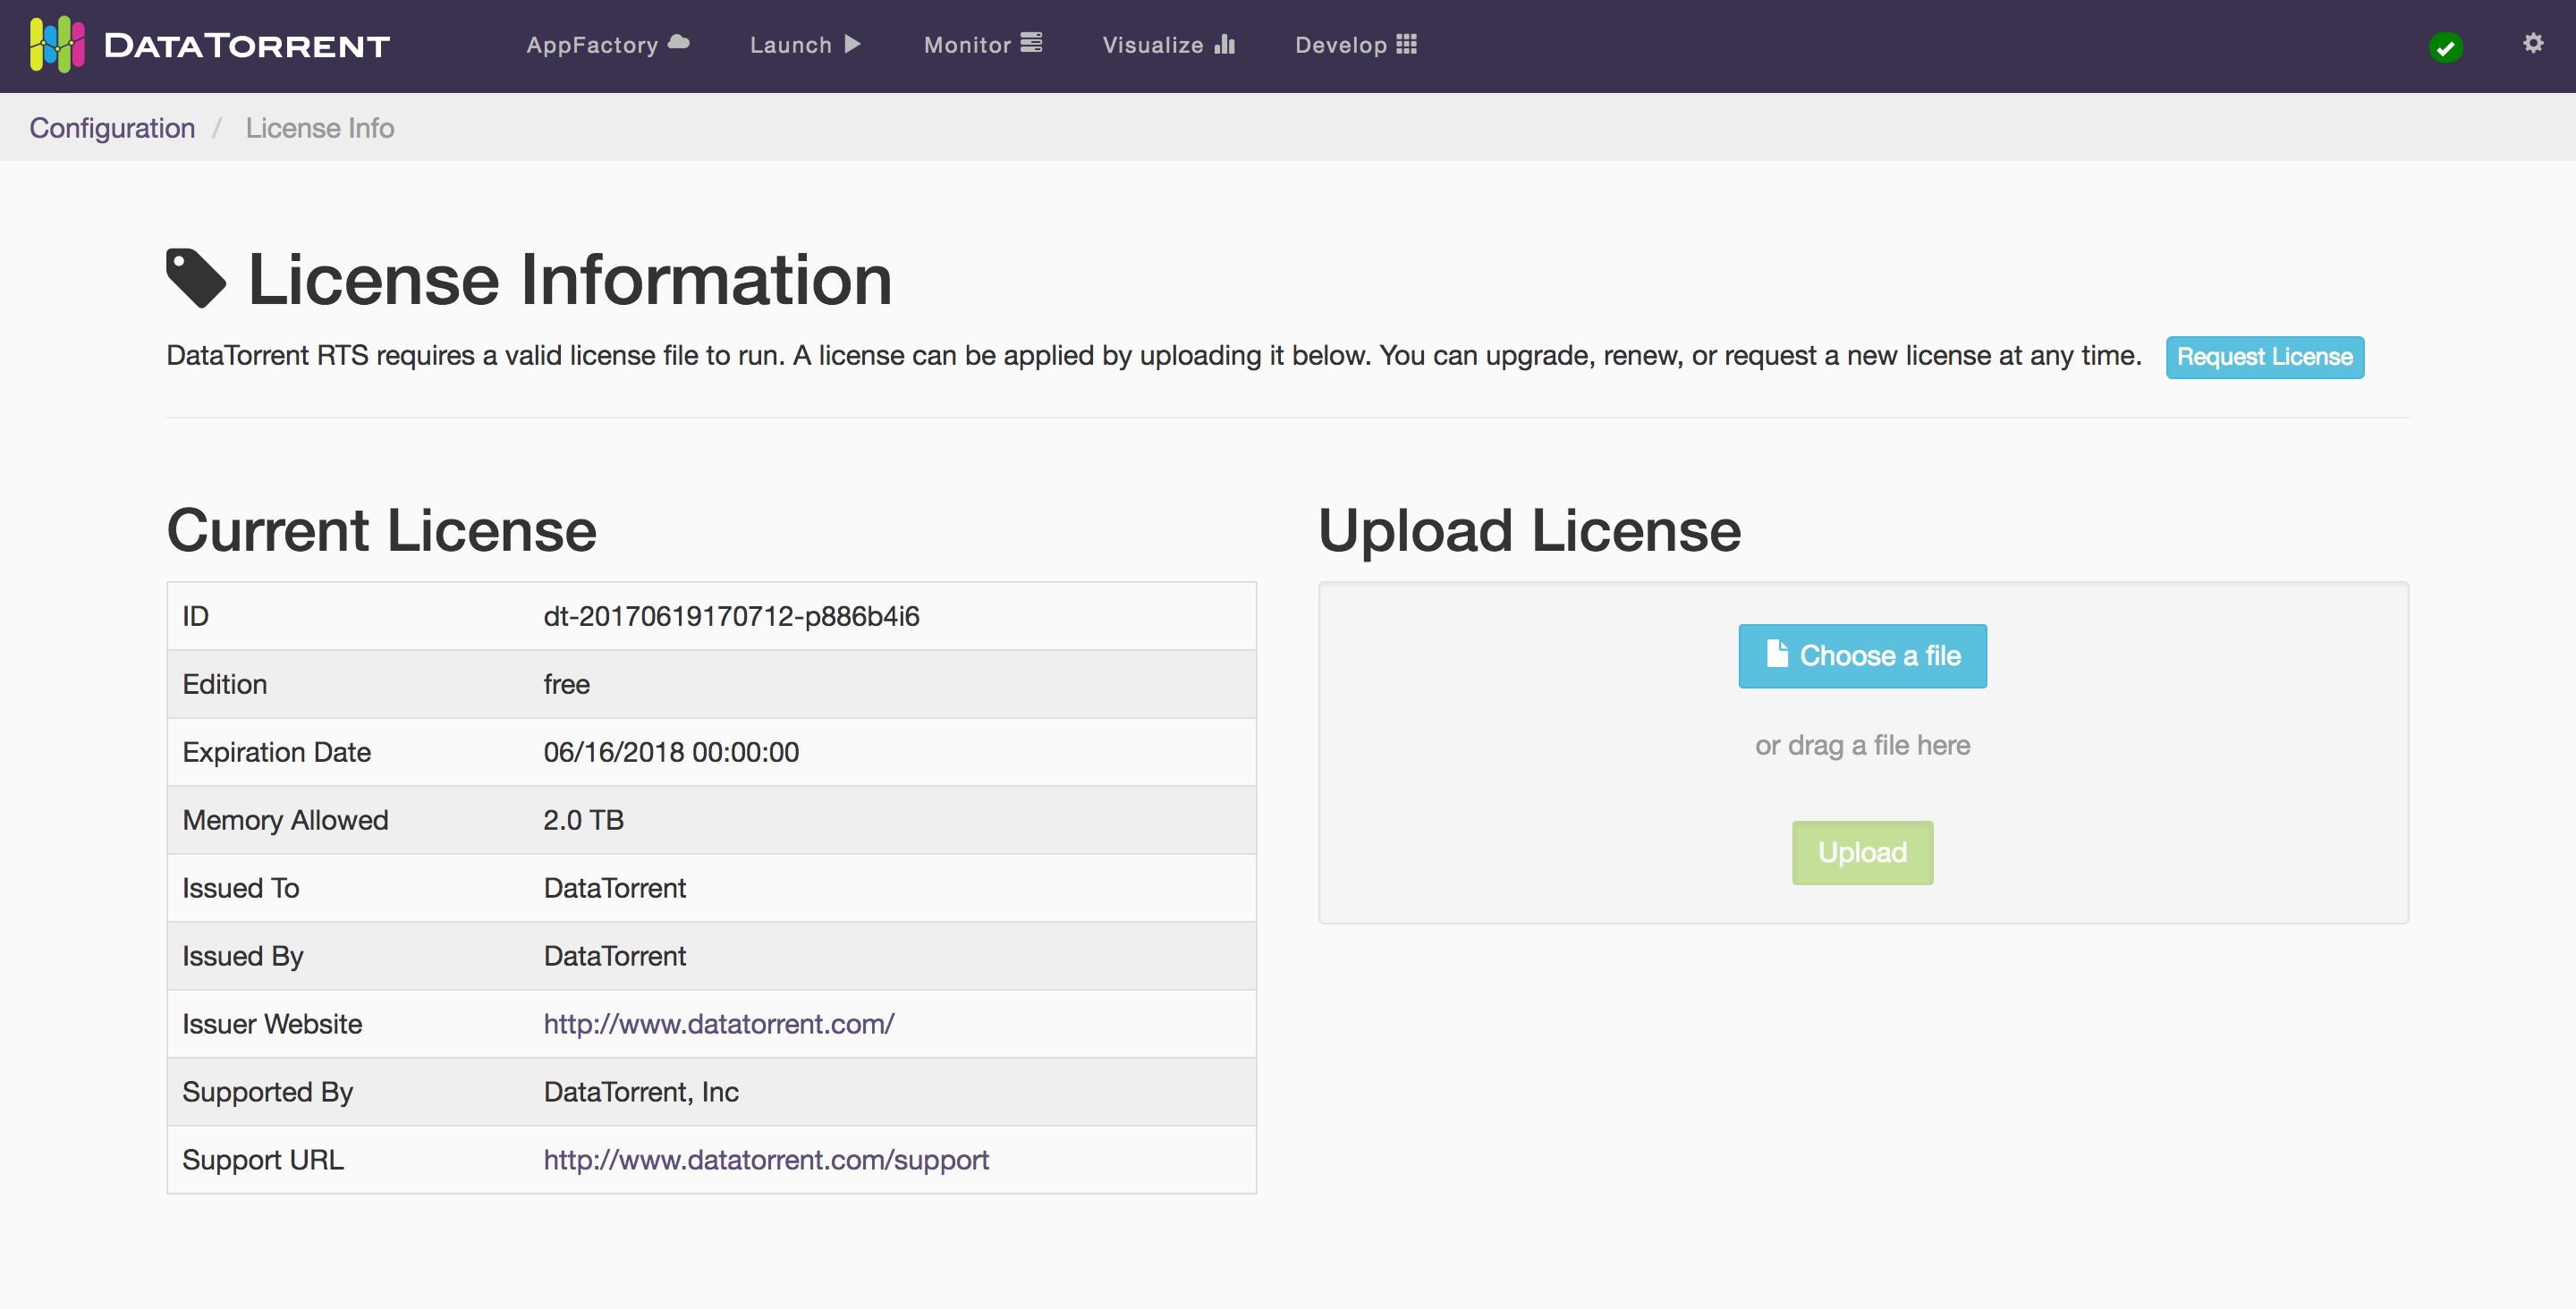 DATATORRENT AppFactory Launch Monitor Visualize Develop
Configuration / License Info
License Information
DataTorrent RTS requires a valid license file to run. A license can be applied by uploading it below. You can upgrade, renew, or request a new license at any time. Request License
Current License
ID dt-20170619170712-p886b4i6
Edition free
Expiration Date 06/16/2018 00:00:00
Memory Allowed 2.0 TB
Issued To DataTorrent
Issued By DataTorrent
Issuer Website http://www.datatorrent.com/
Supported By DataTorrent, Inc
Support URL http://www.datatorrent.com/support
Upload License
Choose a file
or drag a file here
Upload